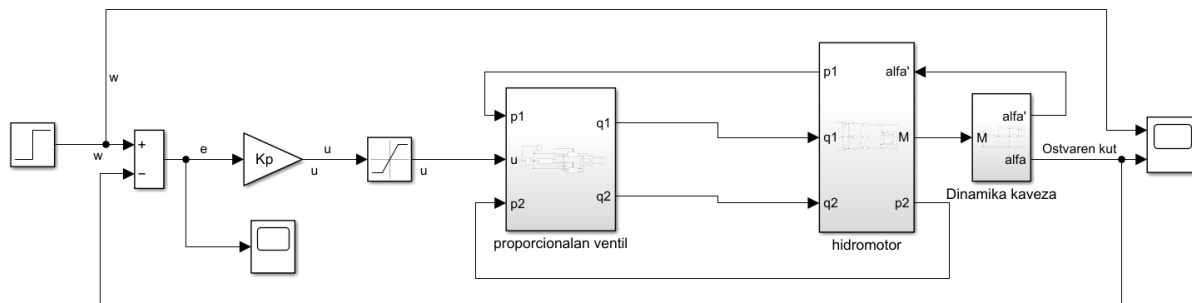 w
w
+
−
e
Kp
u
u
u
p1
u
p2
q1
q2
proporcionalan ventil
p1
q1
q2
alfa'
M
p2
hidromotor
M
alfa'
alfa
Dinamika kaveza
Ostvaren kut